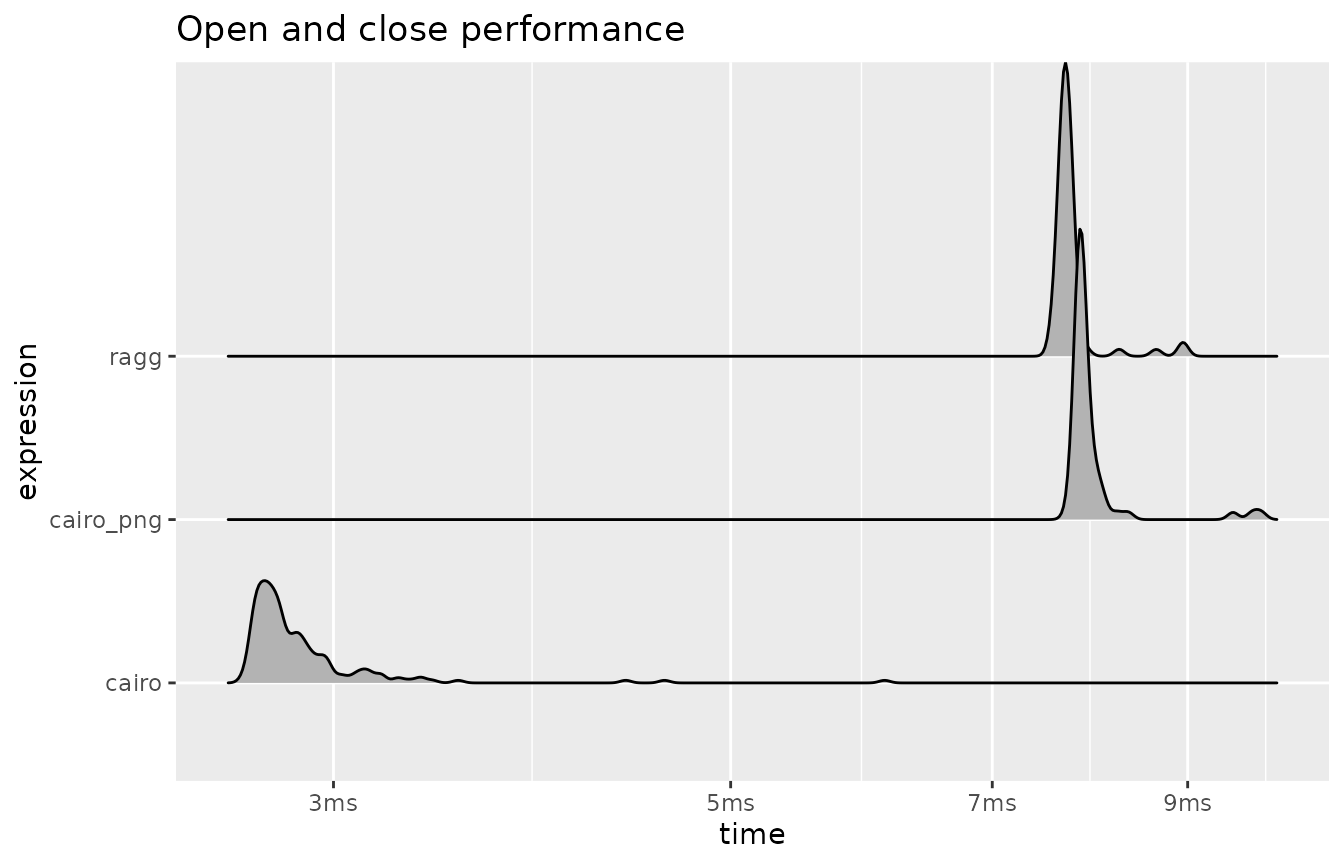 Open and close performance
expression
ragg
cairo_png
cairo
3ms 5ms 7ms 9ms
time